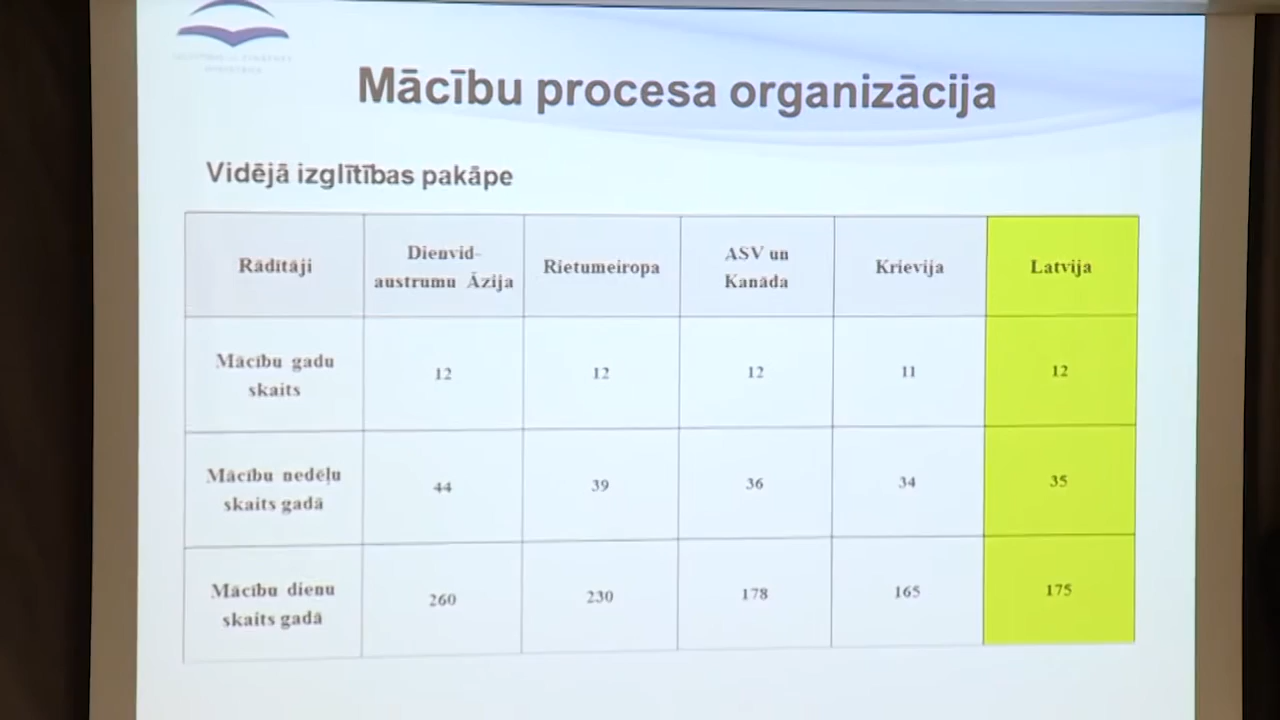 Mācību procesa organizācija
Vidējā izglītības pakāpe
Rādītāji
Dienvid-
austrumu Āzija
Rietumeiropa
ASV un
Kanāda
Krievija
Latvija
Mācību gadu
skaits
12
12
12
11
12
Mācību nedēļu
skaits gadā
44
39
36
34
35
Mācību dienu
skaits gadā
260
230
178
165
175